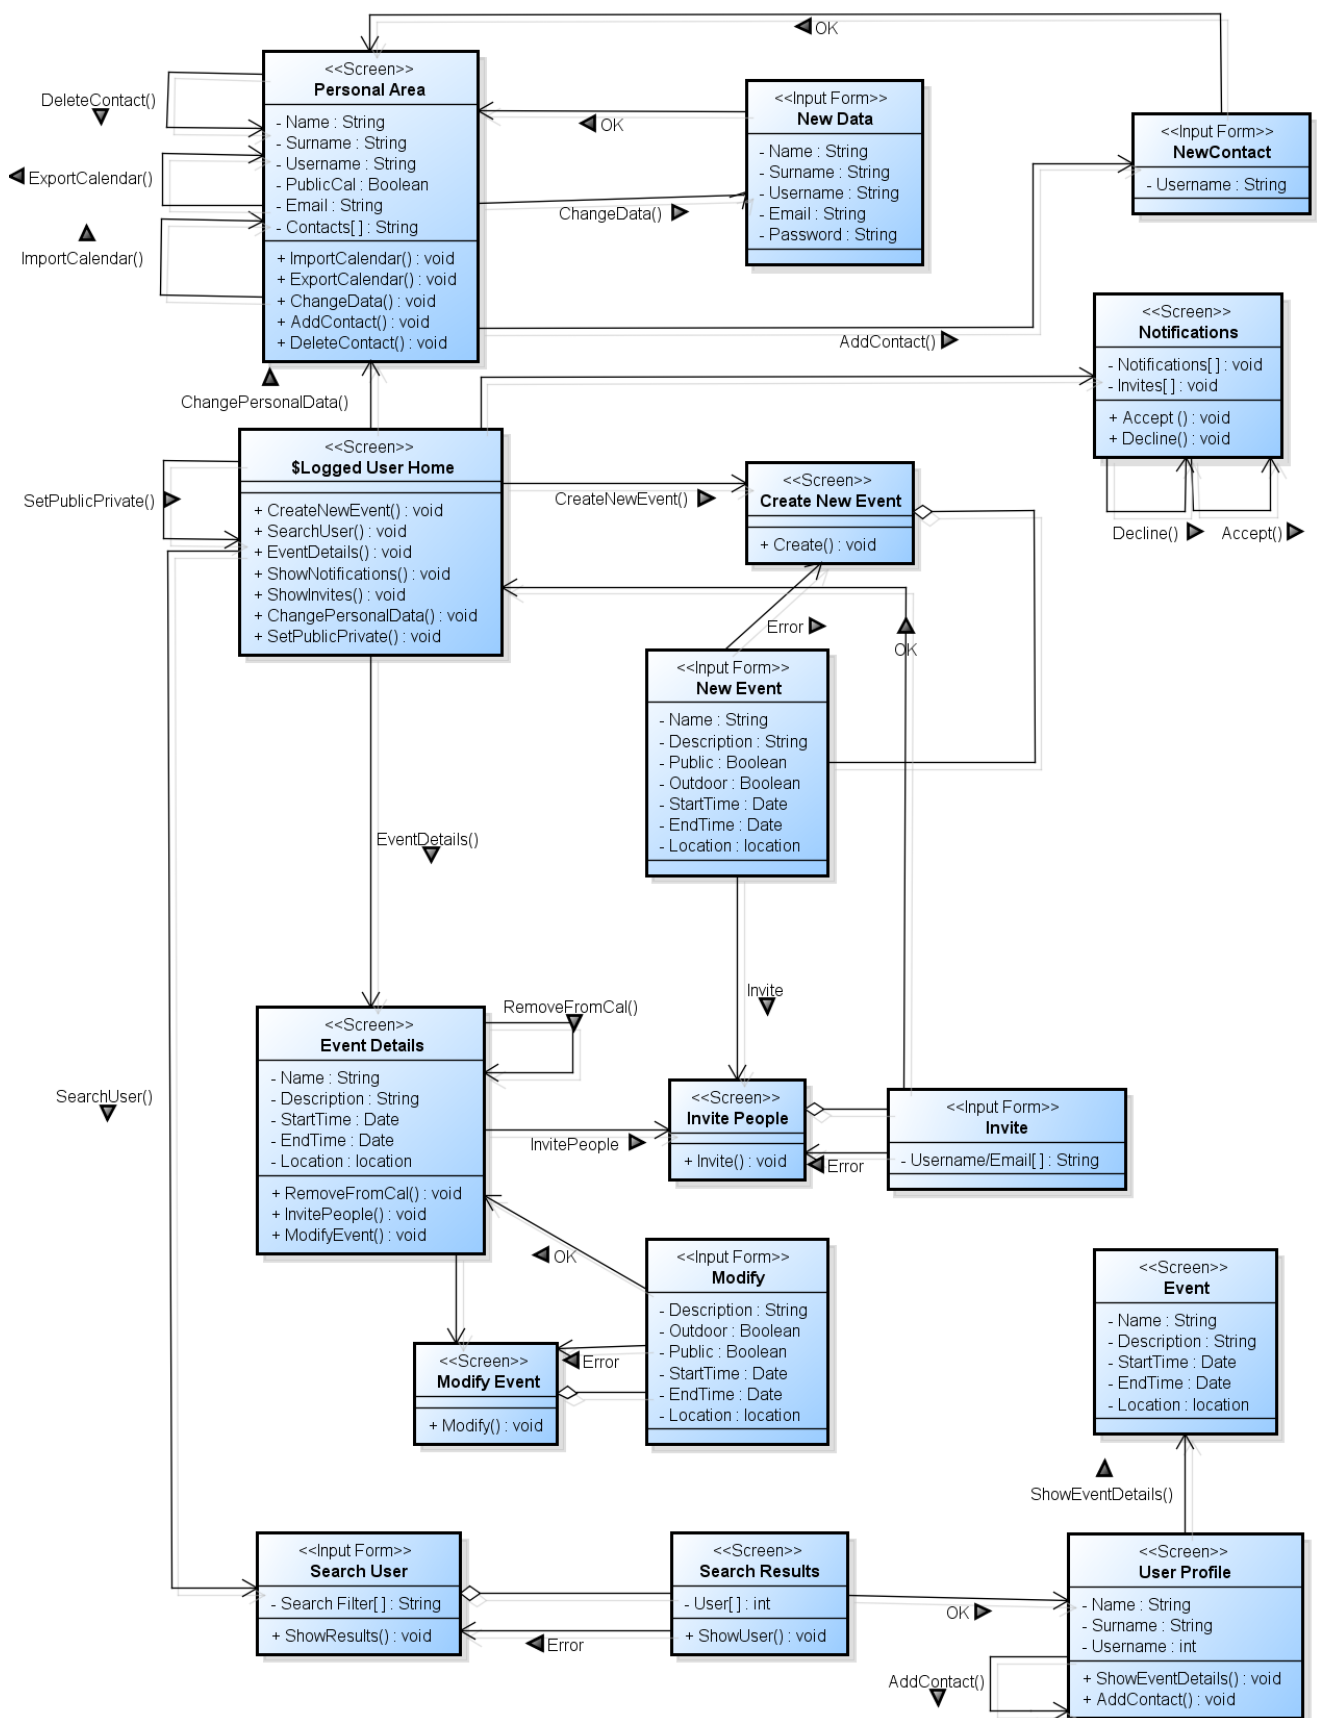 OK
<<Screen>>
Personal Area
- Name : String
- Surname : String
- Username : String
- PublicCal : Boolean
- Email : String
- Contacts[ ] : String
+ ImportCalendar() : void
+ ExportCalendar() : void
+ ChangeData() : void
+ AddContact() : void
+ DeleteContact() : void
DeleteContact()
ExportCalendar()
ImportCalendar()
OK
<<Input Form>>
New Data
- Name : String
- Surname : String
- Username : String
- Email : String
- Password : String
ChangeData()
<<Input Form>>
NewContact
- Username : String
AddContact()
<<Screen>>
Notifications
- Notifications[ ] : void
- Invites[ ] : void
+ Accept () : void
+ Decline() : void
Decline()
Accept()
ChangePersonalData()
<<Screen>>
$Logged User Home
+ CreateNewEvent() : void
+ SearchUser() : void
+ EventDetails() : void
+ ShowNotifications() : void
+ ShowInvites() : void
+ ChangePersonalData() : void
+ SetPublicPrivate() : void
SetPublicPrivate()
CreateNewEvent()
<<Screen>>
Create New Event
+ Create() : void
Error
OK
<<Input Form>>
New Event
- Name : String
- Description : String
- Public : Boolean
- Outdoor : Boolean
- StartTime : Date
- EndTime : Date
- Location : location
EventDetails()
Invite
RemoveFromCal()
<<Screen>>
Event Details
- Name : String
- Description : String
- StartTime : Date
- EndTime : Date
- Location : location
+ RemoveFromCal() : void
+ InvitePeople() : void
+ ModifyEvent() : void
SearchUser()
InvitePeople
<<Screen>>
Invite People
+ Invite() : void
Error
<<Input Form>>
Invite
- Username/Email[ ] : String
OK
<<Input Form>>
Modify
- Description : String
- Outdoor : Boolean
- Public : Boolean
- StartTime : Date
- EndTime : Date
- Location : location
Error
<<Screen>>
Modify Event
+ Modify() : void
<<Screen>>
Event
- Name : String
- Description : String
- StartTime : Date
- EndTime : Date
- Location : location
ShowEventDetails()
<<Input Form>>
Search User
- Search Filter[ ] : String
+ ShowResults() : void
Error
<<Screen>>
Search Results
- User[ ] : int
+ ShowUser() : void
OK
<<Screen>>
User Profile
- Name : String
- Surname : String
- Username : int
+ ShowEventDetails() : void
+ AddContact() : void
AddContact()